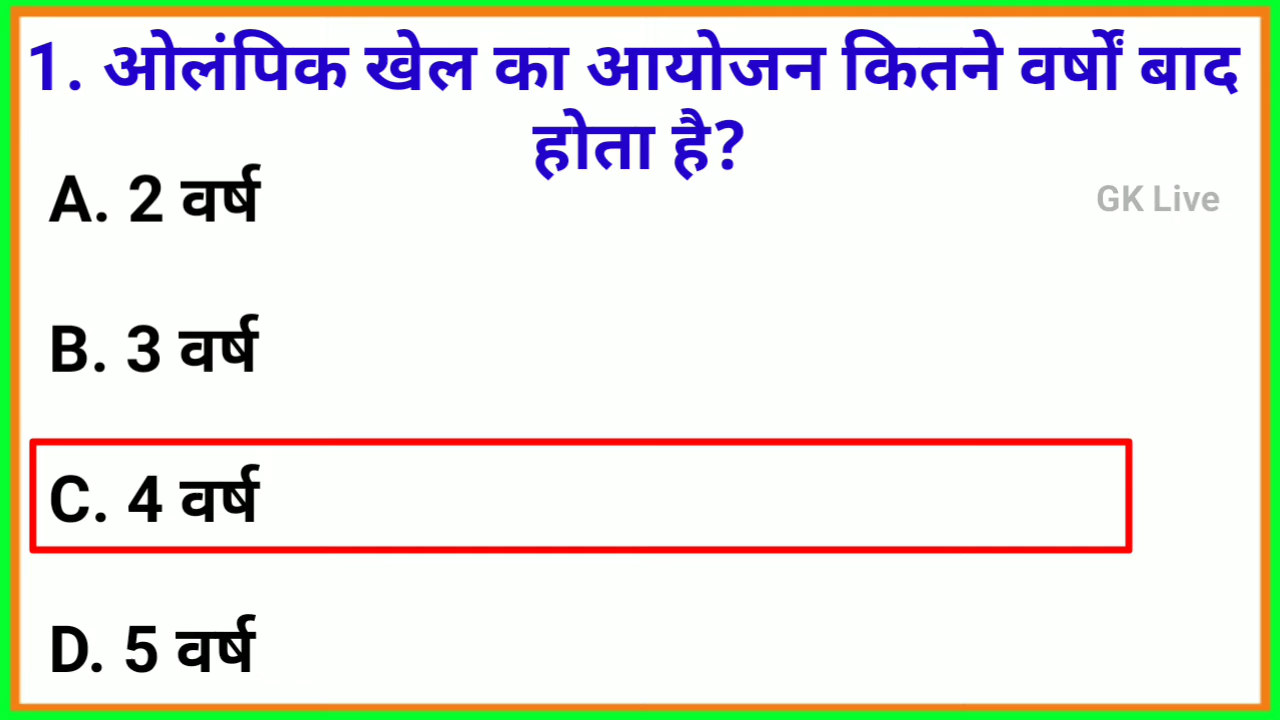 1. ओलंपिक खेल का आयोजन कितने वर्षों बाद
होता है?
A. 2 वर्ष
GK Live
B. 3 वर्ष
C. 4 वर्ष
D. 5 वर्ष